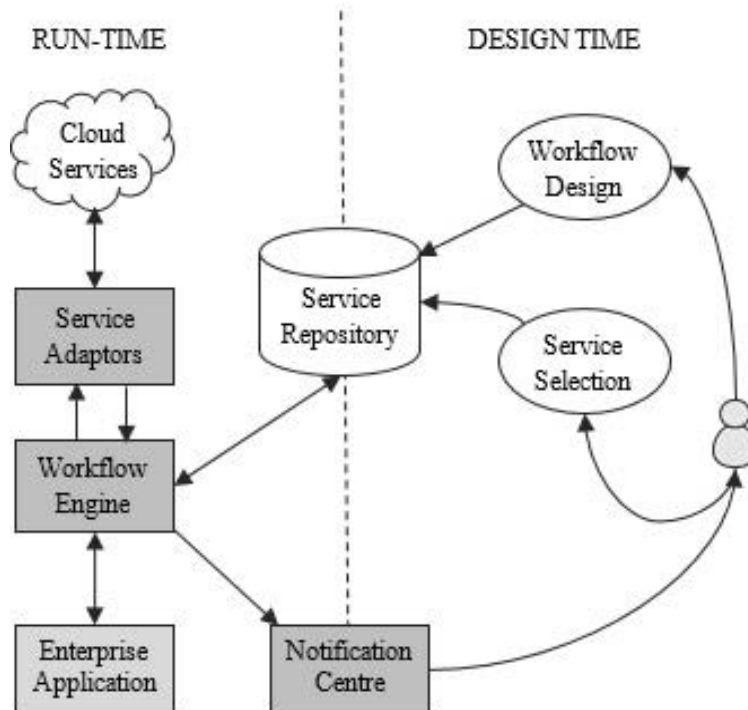 RUN-TIME
DESIGN TIME
Cloud
Services
Workflow
Design
Service
Repository
Service
Adaptors
Service
Selection
Workflow
Engine
Enterprise
Application
Notification
Centre